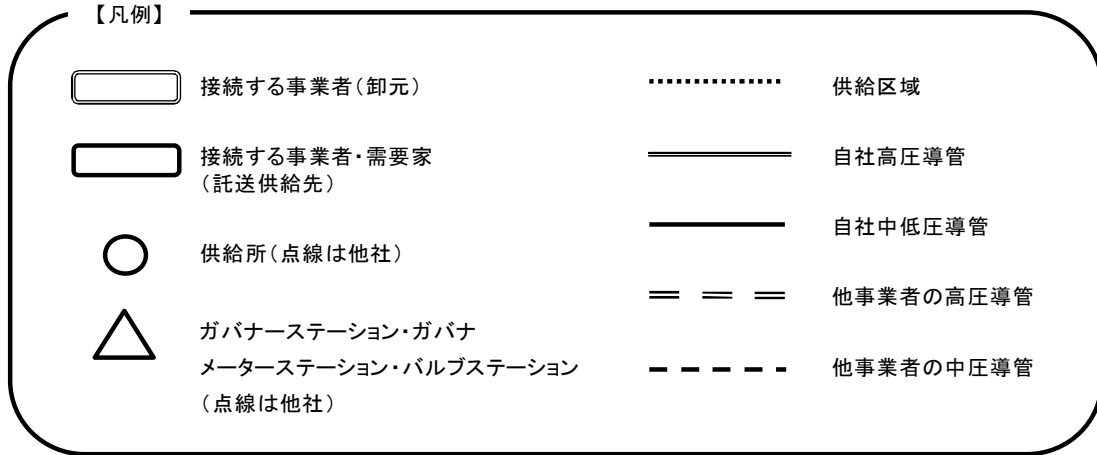 【凡例】
接続する事業者(卸元)
接続する事業者・需要家
(託送供給先)
供給所(点線は他社)
ガバナーステーション・ガバナ
メーターステーション・バルブステーション
(点線は他社)
供給区域
自社高圧導管
自社中低圧導管
他事業者の高圧導管
他事業者の中圧導管